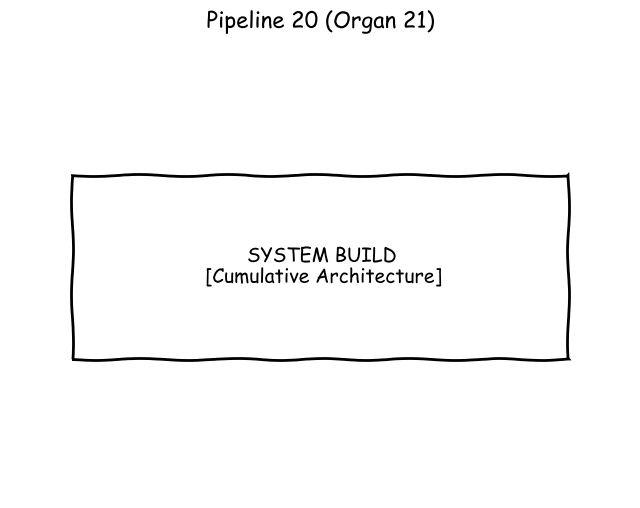 Pipeline 20 (Organ 21)
SYSTEM BUILD
[Cumulative Architecture]